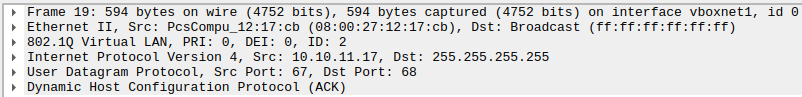 Frame 19: 594 bytes on wire (4752 bits), 594 bytes captured (4752 bits) on interface vboxnet1, id 0
Ethernet II, Src: PcsCompu_12:17:cb (08:00:27:12:17:cb), Dst: Broadcast (ff:ff:ff:ff:ff:ff)
802.1Q Virtual LAN, PRI: 0, DEI: 0, ID: 2
Internet Protocol Version 4, Src: 10.10.11.17, Dst: 255.255.255.255
User Datagram Protocol, Src Port: 67, Dst Port: 68
Dynamic Host Configuration Protocol (ACK)